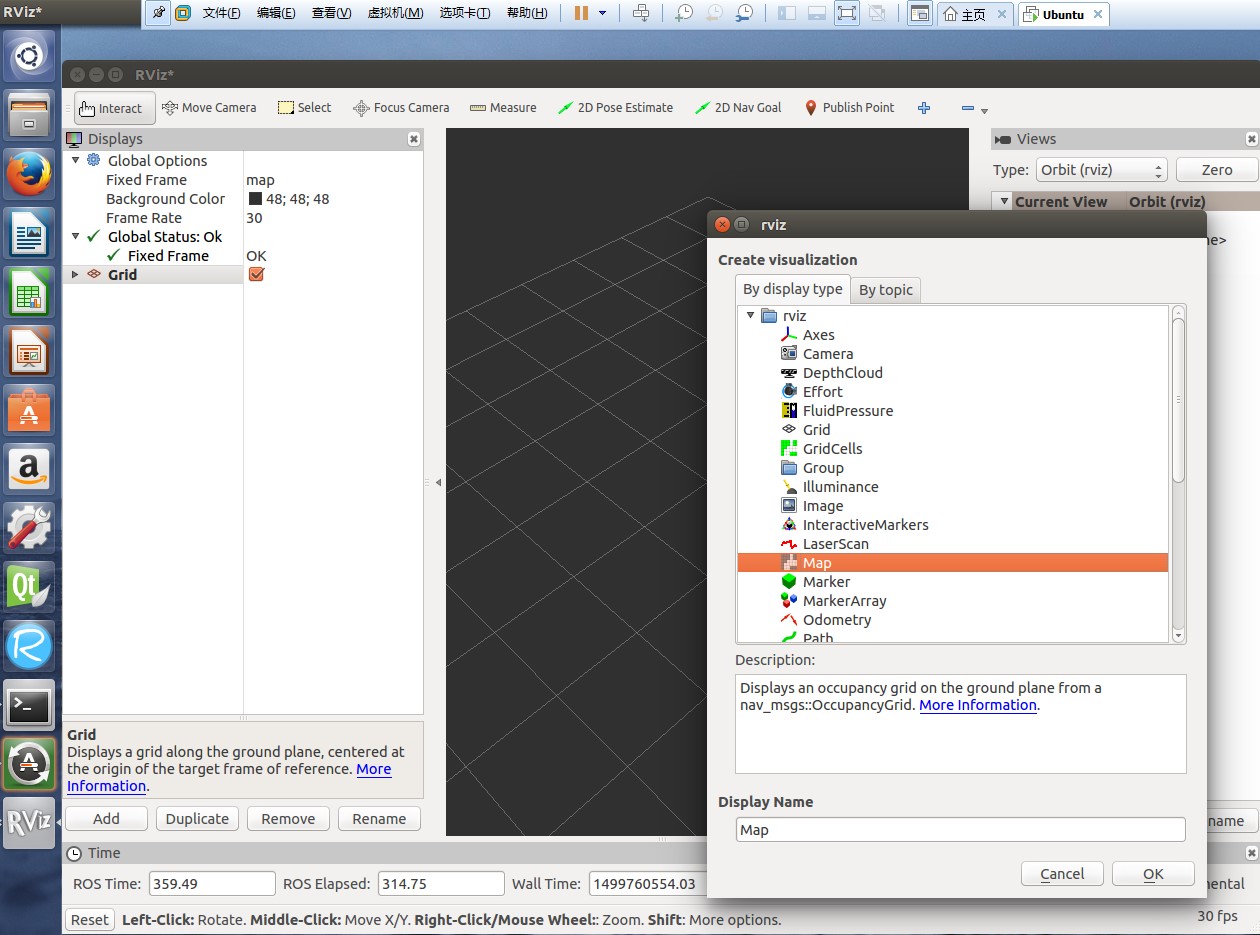 RViz*
文件(F) 编辑(E) 查看(V) 虚拟机(M) 选项卡(T) 帮助(H) 主页 Ubuntu
RViz*
Interact Move Camera Select Focus Camera Measure 2D Pose Estimate 2D Nav Goal Publish Point
Displays
Global Options
Fixed Frame map
Background Color 48; 48; 48
Frame Rate 30
Global Status: Ok
Fixed Frame OK
Grid
Grid
Displays a grid along the ground plane, centered at
the origin of the target frame of reference. More
Information.
Add Duplicate Remove Rename
Views
Type: Orbit (rviz) Zero
Current View Orbit (rviz)
e>
name
rviz
Create visualization
By display type By topic
rviz
Axes
Camera
DepthCloud
Effort
FluidPressure
Grid
GridCells
Group
Illuminance
Image
InteractiveMarkers
LaserScan
Map
Marker
MarkerArray
Odometry
Path
Description:
Displays an occupancy grid on the ground plane from a
nav_msgs::OccupancyGrid. More Information.
Display Name
Map
Cancel OK
Time
ROS Time: 359.49 ROS Elapsed: 314.75 Wall Time: 1499760554.03
ental
Reset Left-Click: Rotate. Middle-Click: Move X/Y. Right-Click/Mouse Wheel:: Zoom. Shift: More options. 30 fps
Qt
RViz